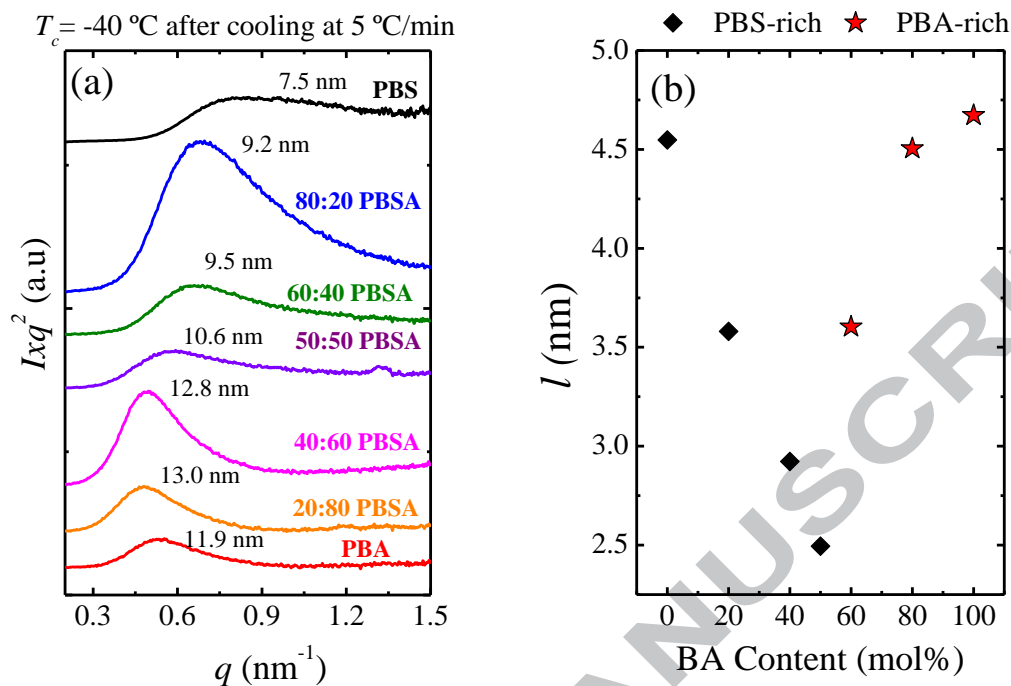 T_c = -40 ºC after cooling at 5 ºC/min
(a)
7.5 nm
PBS
9.2 nm
80:20 PBSA
9.5 nm
60:40 PBSA
10.6 nm
50:50 PBSA
12.8 nm
40:60 PBSA
13.0 nm
20:80 PBSA
11.9 nm
PBA
Ixq² (a.u)
0.3 0.6 0.9 1.2 1.5
q (nm⁻¹)
PBS-rich PBA-rich
(b)
5.0
4.5
4.0
3.5
3.0
2.5
l (nm)
0 20 40 60 80 100
BA Content (mol%)
ANUSCRI